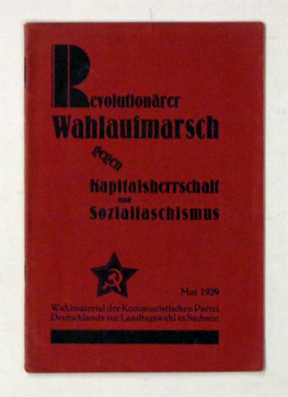 Revolutionärer
Wahlaufmarsch
gegen
Kapitalsherrschaft
und
Sozialfaschismus
Mai 1929
Wahlmaterial der Kommunistischen Partei
Deutschlands zur Landtagswahl in Sachsen